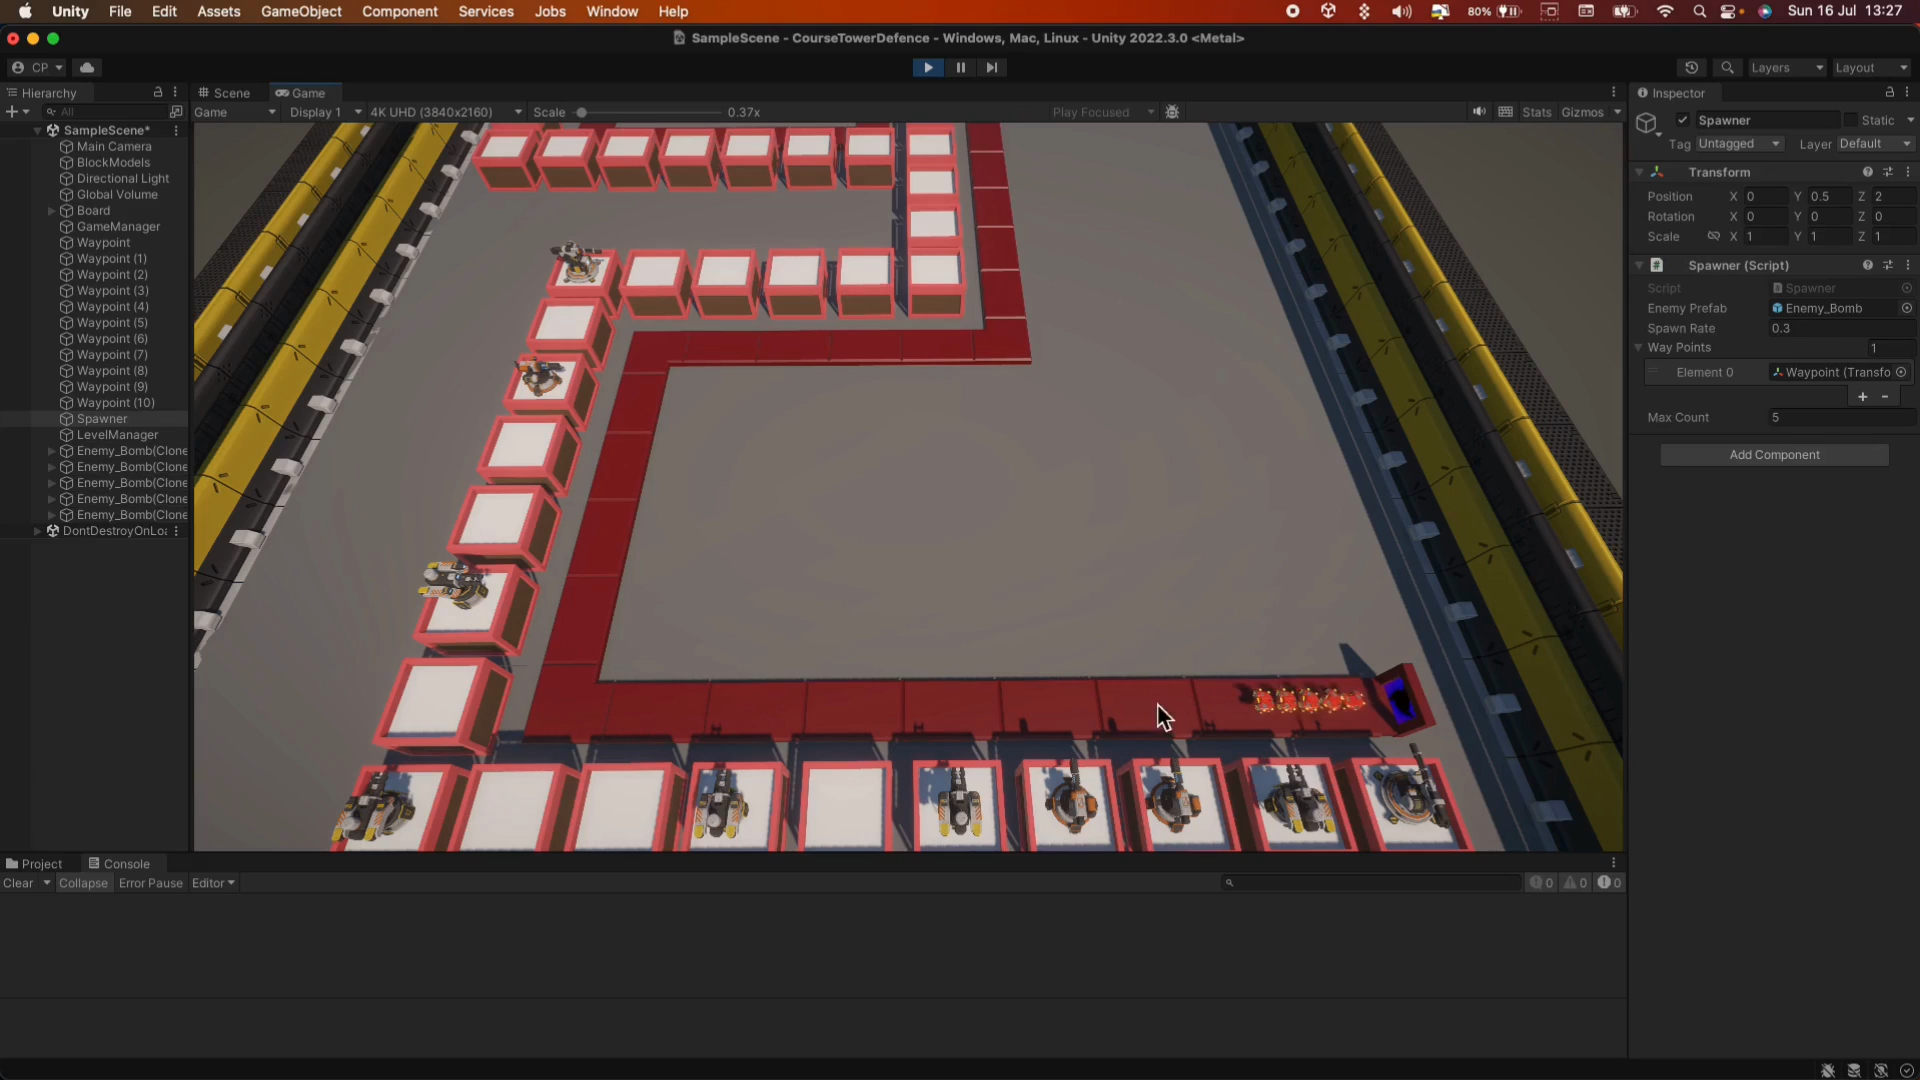 Unity File Edit Assets GameObject Component Services Jobs Window Help 80% Sun 16 Jul 13:27
SampleScene - CourseTowerDefence - Windows, Mac, Linux - Unity 2022.3.0 <Metal>
CP Layers Layout
Hierarchy Scene Game Inspector
All Game Display 1 4K UHD (3840x2160) Scale 0.37x Play Focused Stats Gizmos
Spawner Static
Tag Untagged Layer Default
SampleScene*
Main Camera
BlockModels
Directional Light
Global Volume
Board
GameManager
Waypoint
Waypoint (1)
Waypoint (2)
Waypoint (3)
Waypoint (4)
Waypoint (5)
Waypoint (6)
Waypoint (7)
Waypoint (8)
Waypoint (9)
Waypoint (10)
Spawner
LevelManager
Enemy_Bomb(Clone
Enemy_Bomb(Clone
Enemy_Bomb(Clone
Enemy_Bomb(Clone
Enemy_Bomb(Clone
DontDestroyOnLoa
Transform
Position X 0 Y 0.5 Z 2
Rotation X 0 Y 0 Z 0
Scale X 1 Y 1 Z 1
Spawner (Script)
Script Spawner
Enemy Prefab Enemy_Bomb
Spawn Rate 0.3
Way Points 1
Element 0 Waypoint (Transfo
+ -
Max Count 5
Add Component
Project Console
Clear Collapse Error Pause Editor 0 0 0